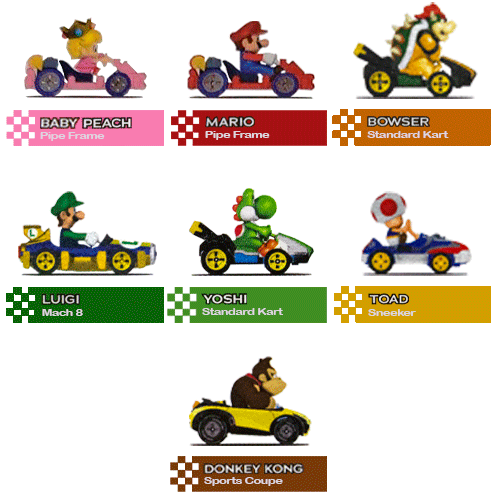 BABY PEACH
Pipe Frame
MARIO
Pipe Frame
BOWSER
Standard Kart
L
LUIGI
Mach 8
YOSHI
Standard Kart
TOAD
Sneeker
DONKEY KONG
Sports Coupe